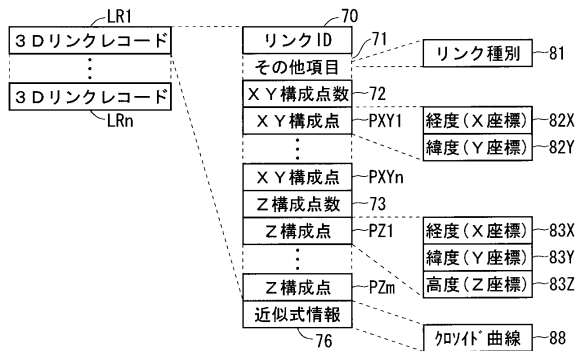 LR1
3Dリンクレコード
3Dリンクレコード
LRn
70
リンクID
71
その他項目
リンク種別
81
XY構成点数
72
XY構成点
PXY1
経度(X座標)
82X
緯度(Y座標)
82Y
XY構成点
PXYn
Z構成点数
73
Z構成点
PZ1
経度(X座標)
83X
緯度(Y座標)
83Y
高度(Z座標)
83Z
Z構成点
PZm
近似式情報
76
クロソイド曲線
88